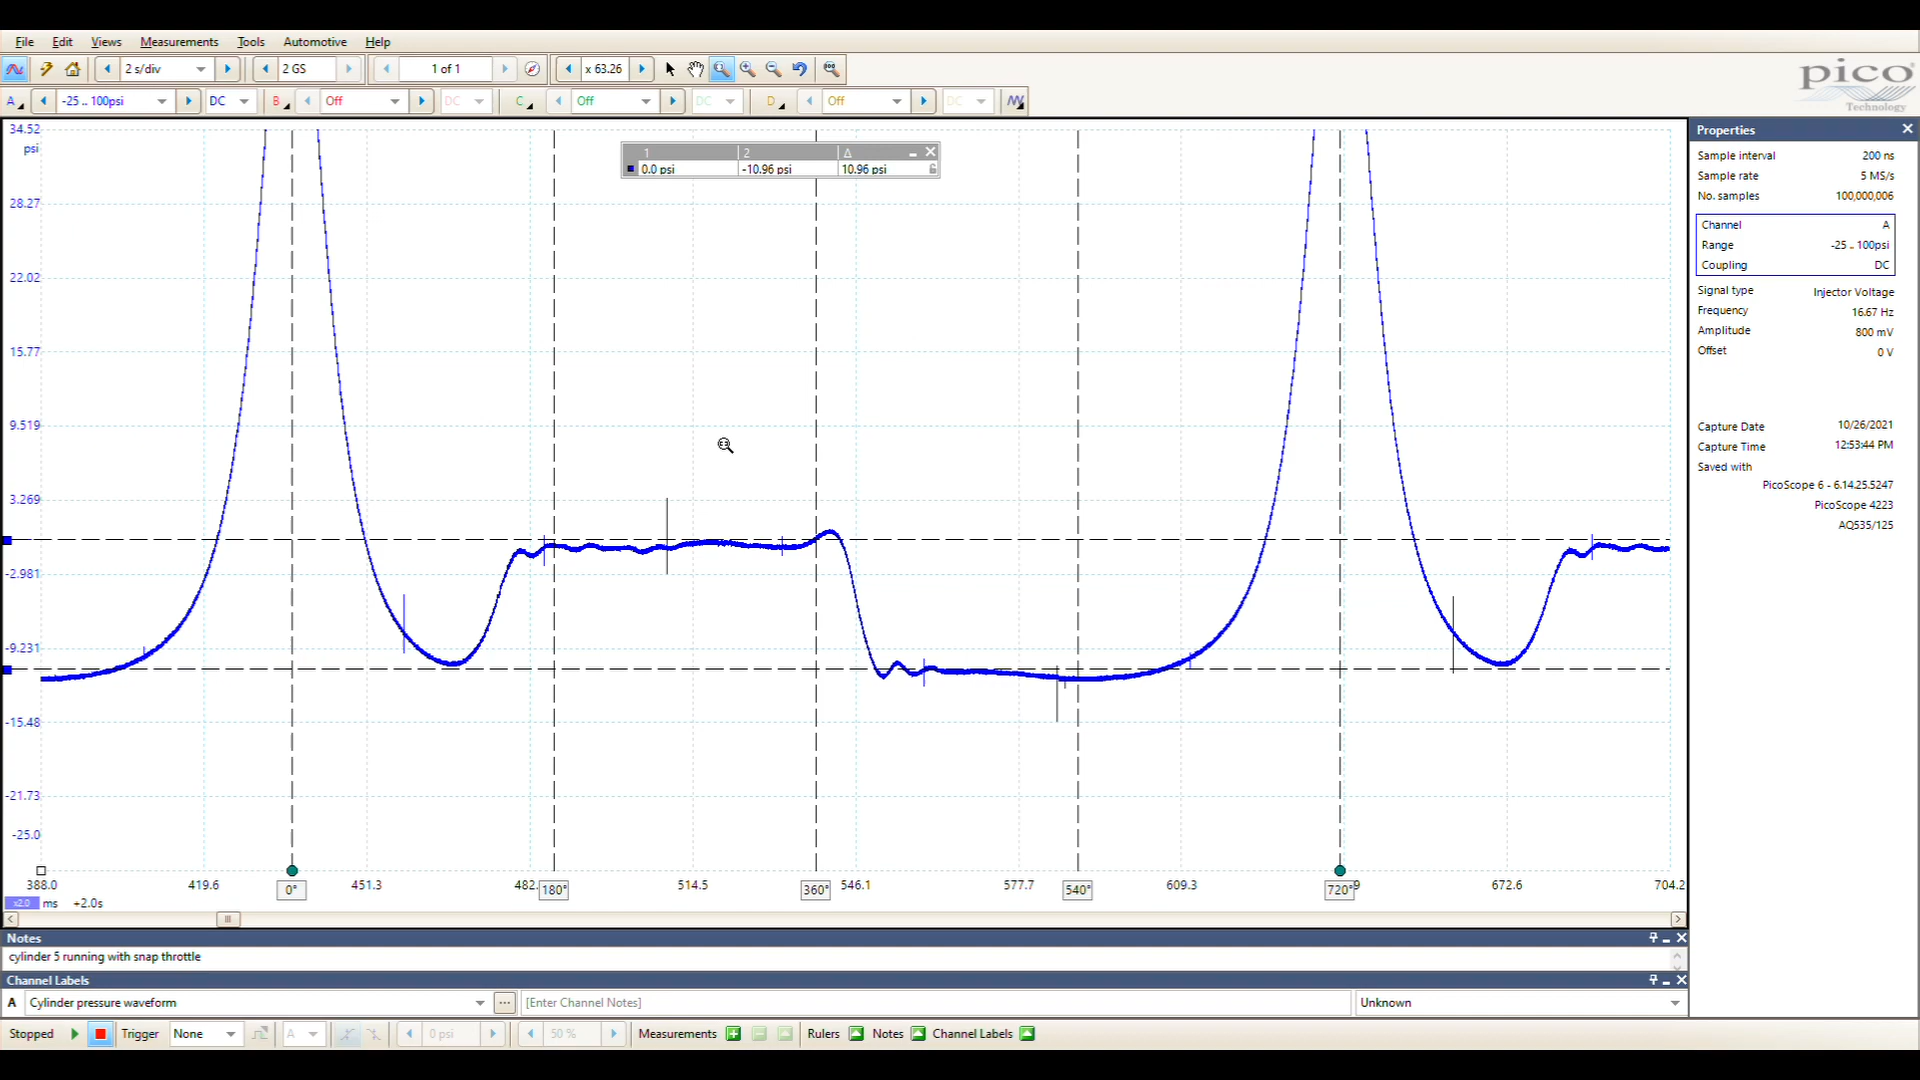 File Edit Views Measurements Tools Automotive Help
2 s/div 2 GS 1 of 1 x 63.26
pico
Technology
A -25 .. 100psi DC B Off DC C Off DC D Off DC
34.52
psi
28.27
22.02
15.77
9.519
3.269
-2.981
-9.231
-15.48
-21.73
-25.0
1 2 Δ
0.0 psi -10.96 psi 10.96 psi
388.0 419.6 0° 451.3 482. 180° 514.5 360° 546.1 577.7 540° 609.3 720° 9 672.6 704.2
x2.0 ms +2.0s
Properties
Sample interval 200 ns
Sample rate 5 MS/s
No. samples 100,000,006
Channel A
Range -25 .. 100psi
Coupling DC
Signal type Injector Voltage
Frequency 16.67 Hz
Amplitude 800 mV
Offset 0 V
Capture Date 10/26/2021
Capture Time 12:53:44 PM
Saved with
PicoScope 6 - 6.14.25.5247
PicoScope 4223
AQ535/125
Notes
cylinder 5 running with snap throttle
Channel Labels
A Cylinder pressure waveform ... [Enter Channel Notes] Unknown
Stopped Trigger None A 0 psi 50 % Measurements Rulers Notes Channel Labels